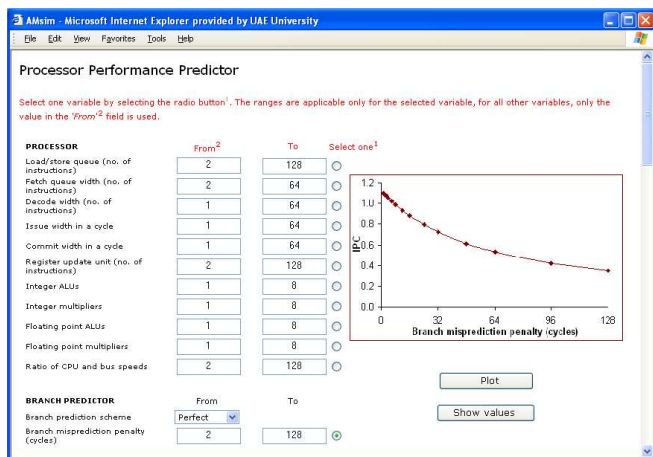 AMsim - Microsoft Internet Explorer provided by UAE University
File Edit View Favorites Tools Help
Processor Performance Predictor
Select one variable by selecting the radio button1. The ranges are applicable only for the selected variable, for all other variables, only the
value in the 'From'2 field is used.
PROCESSOR From2 To Select one1
Load/store queue (no. of
instructions) 2 128
Fetch queue width (no. of
instructions) 2 64
Decode width (no. of
instructions) 1 64
Issue width in a cycle 1 64
Commit width in a cycle 1 64
Register update unit (no. of
instructions) 2 128
Integer ALUs 1 8
Integer multipliers 1 8
Floating point ALUs 1 8
Floating point multipliers 1 8
Ratio of CPU and bus speeds 2 128
1.2
1.0
0.8
0.6
0.4
0.2
0.0
IPC
0 32 64 96 128
Branch misprediction penalty (cycles)
Plot
Show values
BRANCH PREDICTOR From To
Branch prediction scheme Perfect
Branch misprediction penalty
(cycles) 2 128